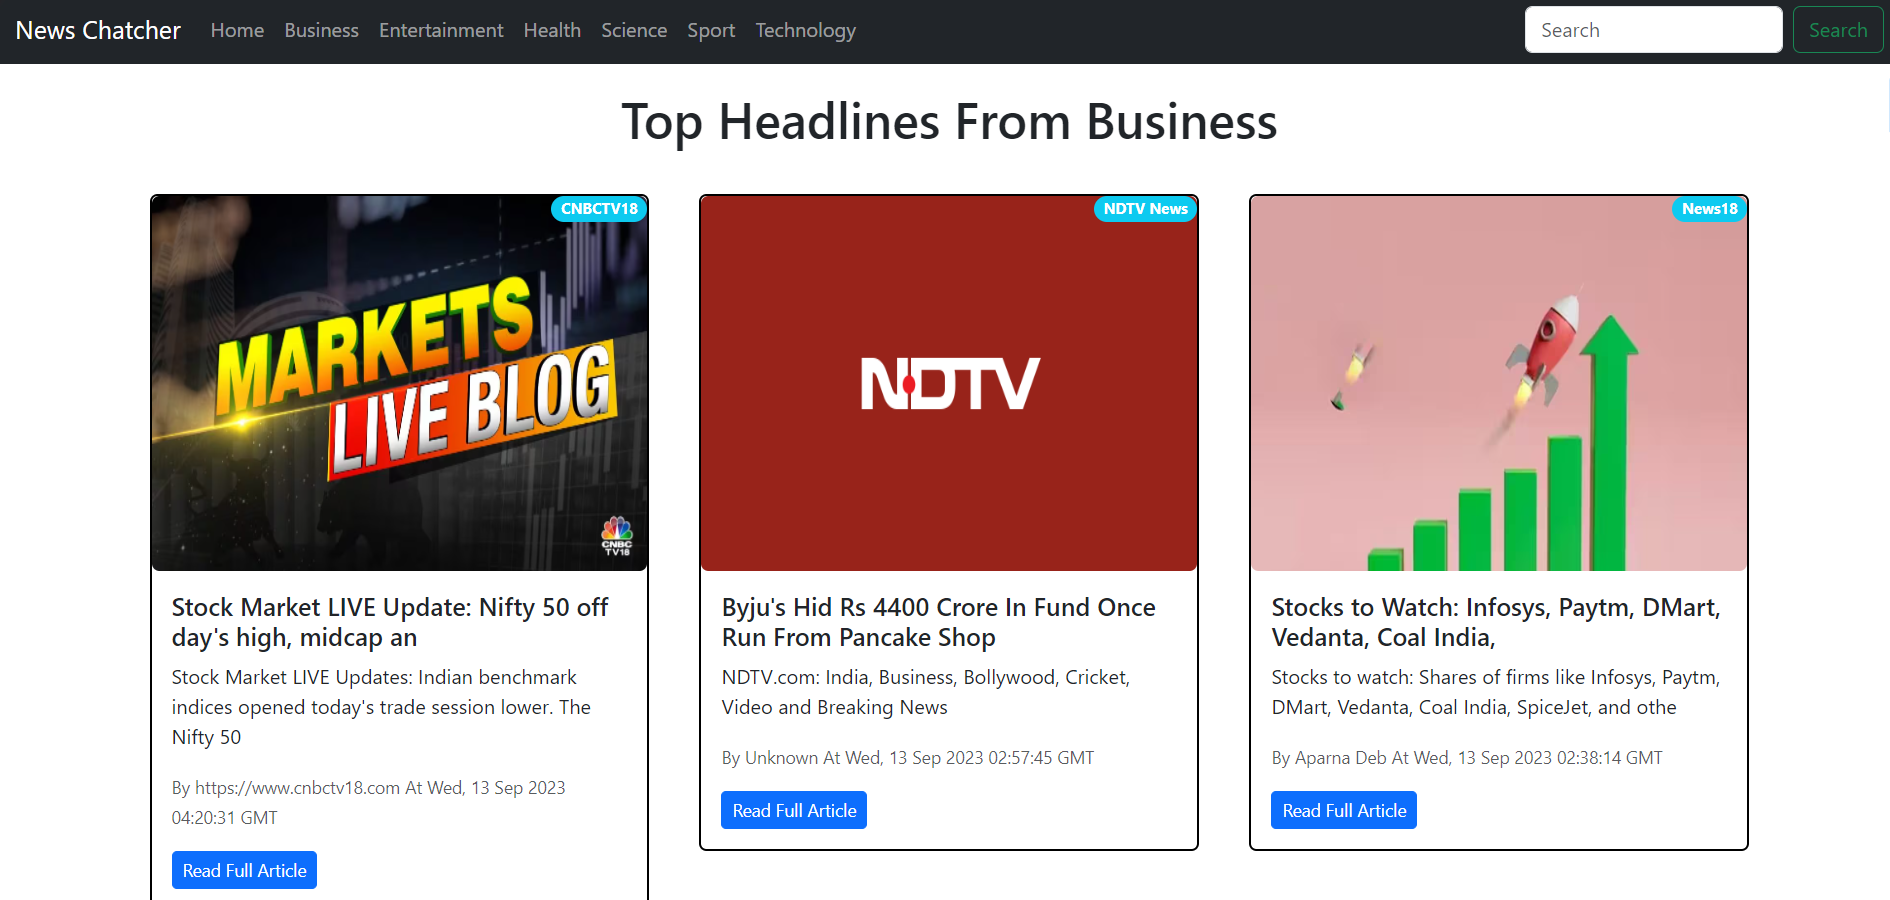 News Chatcher Home Business Entertainment Health Science Sport Technology Search Search
Top Headlines From Business
CNBCTV18
MARKETS
LIVE BLOG
CNBC
TV18
Stock Market LIVE Update: Nifty 50 off
day's high, midcap an
Stock Market LIVE Updates: Indian benchmark
indices opened today's trade session lower. The
Nifty 50
By https://www.cnbctv18.com At Wed, 13 Sep 2023
04:20:31 GMT
Read Full Article
NDTV News
NDTV
Byju's Hid Rs 4400 Crore In Fund Once
Run From Pancake Shop
NDTV.com: India, Business, Bollywood, Cricket,
Video and Breaking News
By Unknown At Wed, 13 Sep 2023 02:57:45 GMT
Read Full Article
News18
Stocks to Watch: Infosys, Paytm, DMart,
Vedanta, Coal India,
Stocks to watch: Shares of firms like Infosys, Paytm,
DMart, Vedanta, Coal India, SpiceJet, and othe
By Aparna Deb At Wed, 13 Sep 2023 02:38:14 GMT
Read Full Article